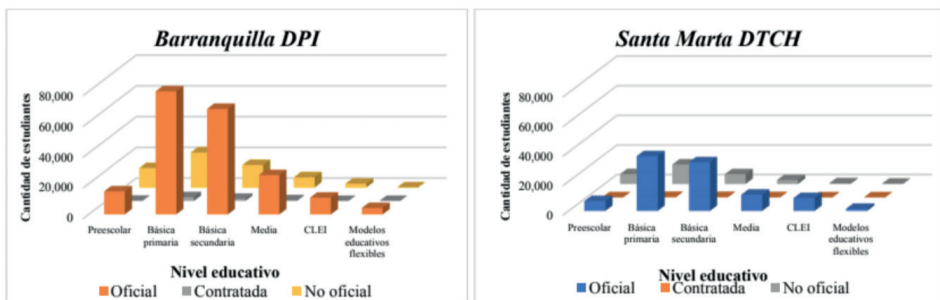 Barranquilla DPI
Cantidad de estudiantes
80,000
60,000
40,000
20,000
0
Preescolar
Básica
primaria
Básica
secundaria
Media
CLEI
Modelos
educativos
flexibles
Nivel educativo
Oficial
Contratada
No oficial
Santa Marta DTCH
Cantidad de estudiantes
80,000
60,000
40,000
20,000
0
Preescolar
Básica
primaria
Básica
secundaria
Media
CLEI
Modelos
educativos
flexibles
Nivel educativo
Oficial
Contratada
No oficial